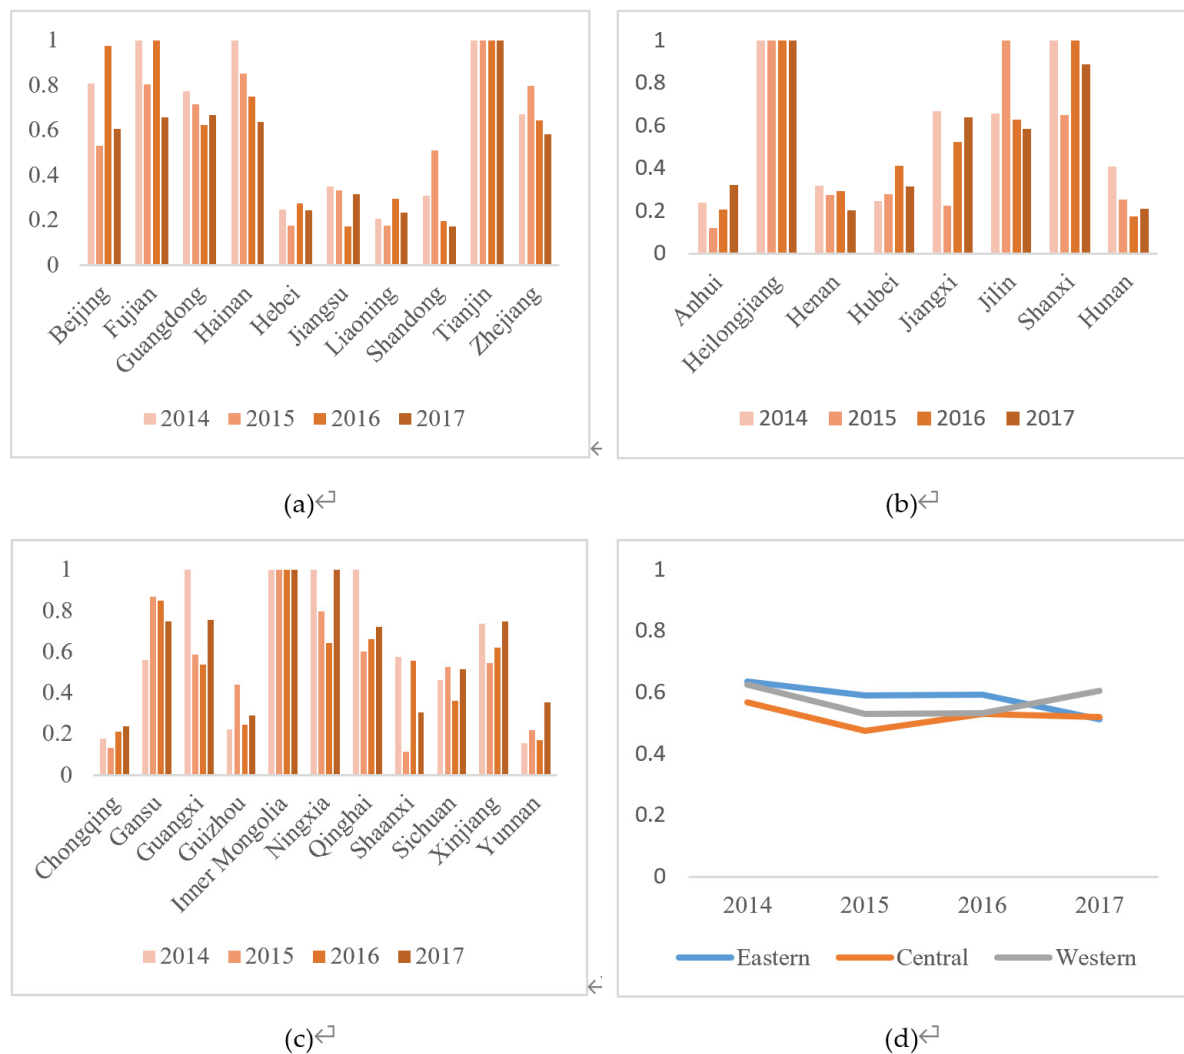 1
0.8
0.6
0.4
0.2
0
Beijing
Fujian
Guangdong
Hainan
Hebei
Jiangsu
Liaoning
Shandong
Tianjin
Zhejiang
2014 2015 2016 2017
(a)
1
0.8
0.6
0.4
0.2
0
Anhui
Heilongjiang
Henan
Hubei
Jiangxi
Jilin
Shanxi
Hunan
2014 2015 2016 2017
(b)
1
0.8
0.6
0.4
0.2
0
Chongqing
Gansu
Guangxi
Guizhou
Inner Mongolia
Ningxia
Qinghai
Shaanxi
Sichuan
Xinjiang
Yunnan
2014 2015 2016 2017
(c)
1
0.8
0.6
0.4
0.2
0
2014 2015 2016 2017
Eastern Central Western
(d)